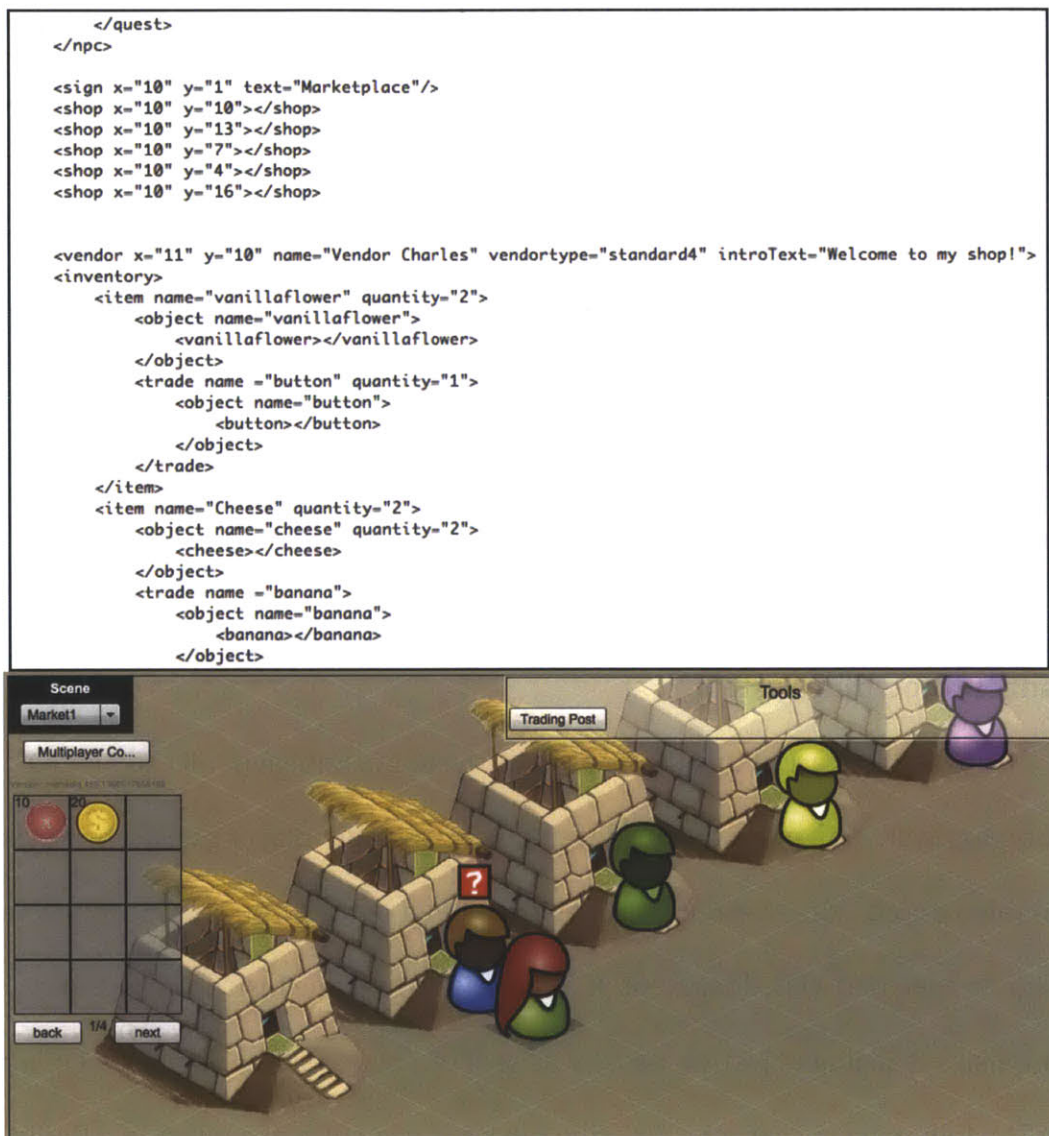 </quest>
</npc>
<sign x="10" y="1" text="Marketplace"/>
<shop x="10" y="10"></shop>
<shop x="10" y="13"></shop>
<shop x="10" y="7"></shop>
<shop x="10" y="4"></shop>
<shop x="10" y="16"></shop>
<vendor x="11" y="10" name="Vendor Charles" vendortype="standard4" introText="Welcome to my shop!">
<inventory>
<item name="vanillaflower" quantity="2">
<object name="vanillaflower">
<vanillaflower></vanillaflower>
</object>
<trade name ="button" quantity="1">
<object name="button">
<button></button>
</object>
</trade>
</item>
<item name="Cheese" quantity="2">
<object name="cheese" quantity="2">
<cheese></cheese>
</object>
<trade name ="banana">
<object name="banana">
<banana></banana>
</object>
Scene
Market1
Tools
Trading Post
Multiplayer Co...
10 20
?
back 1/4 next